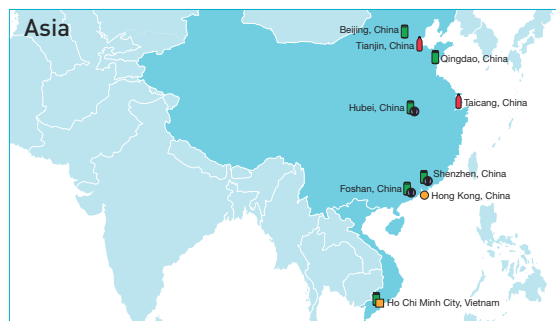 Asia
Beijing, China
Tianjin, China
Qingdao, China
Hubei, China
Taicang, China
Shenzhen, China
Foshan, China
Hong Kong, China
Ho Chi Minh City, Vietnam